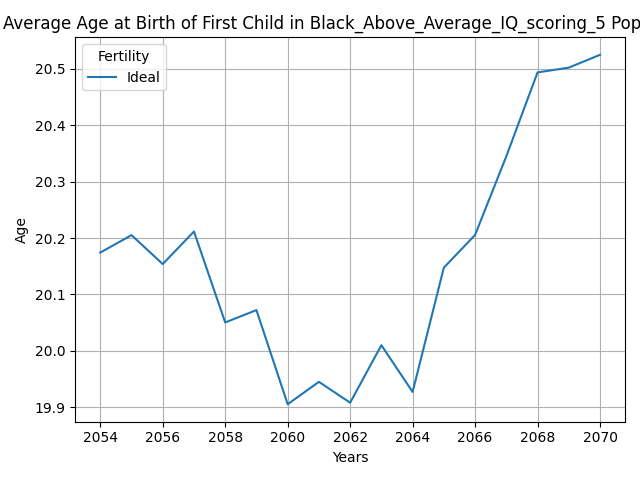 Average Age at Birth of First Child in Black_Above_Average_IQ_scoring_5 Pop
Fertility
Ideal
20.5
20.4
20.3
20.2
20.1
20.0
19.9
Age
2054 2056 2058 2060 2062 2064 2066 2068 2070
Years